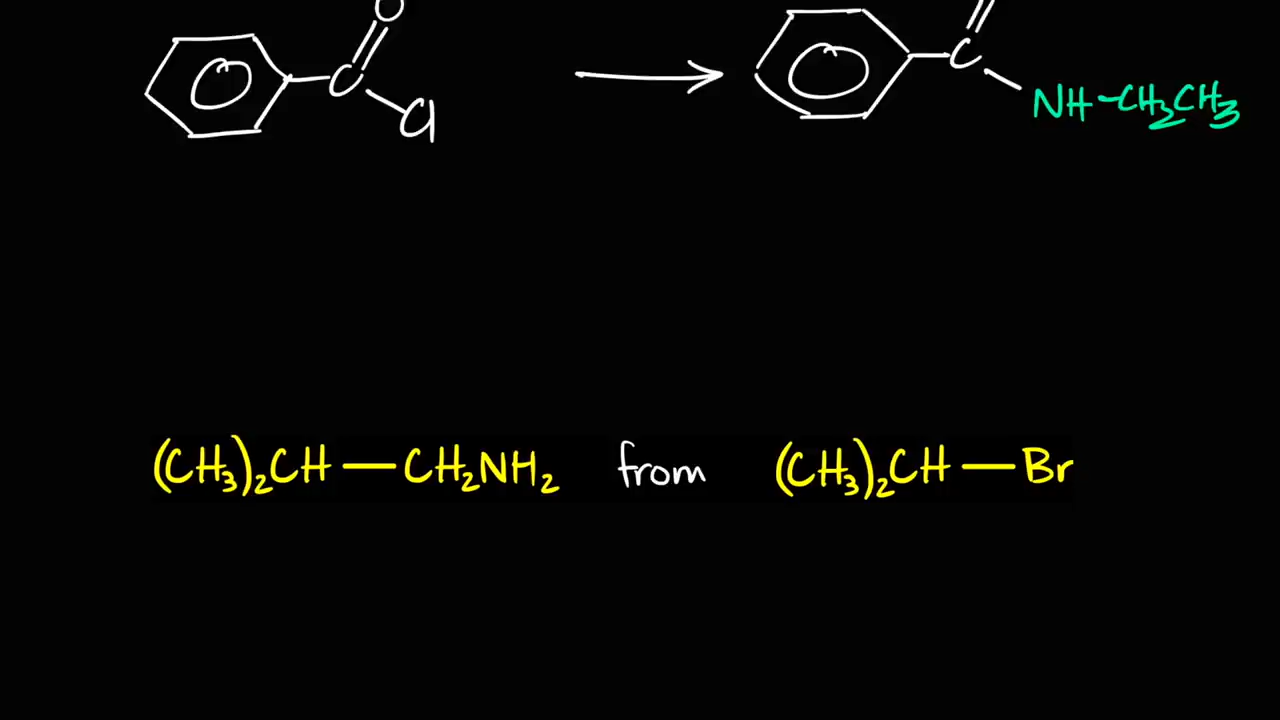 O
C
Cl
C
NH-CH₂CH₃
(CH₃)₂CH—CH₂NH₂ from (CH₃)₂CH—Br